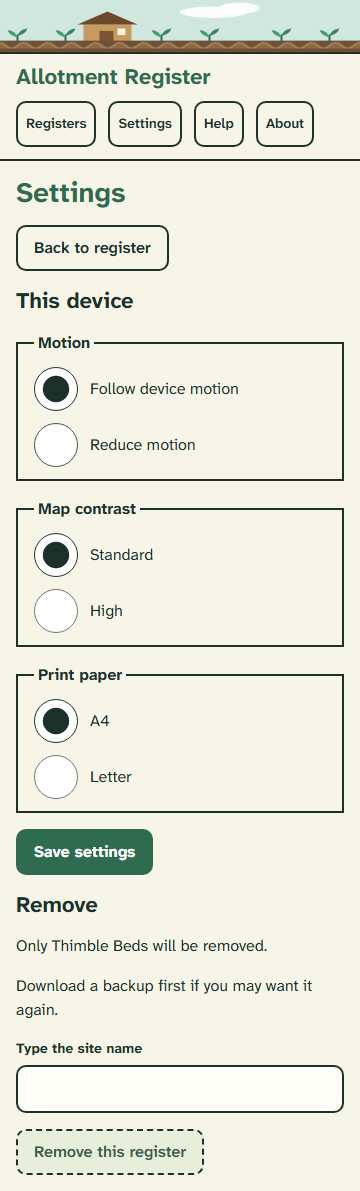 Allotment Register
Registers
Settings
Help
About
Settings
Back to register
This device
Motion
Follow device motion
Reduce motion
Map contrast
Standard
High
Print paper
A4
Letter
Save settings
Remove
Only Thimble Beds will be removed.
Download a backup first if you may want it
again.
Type the site name
Remove this register